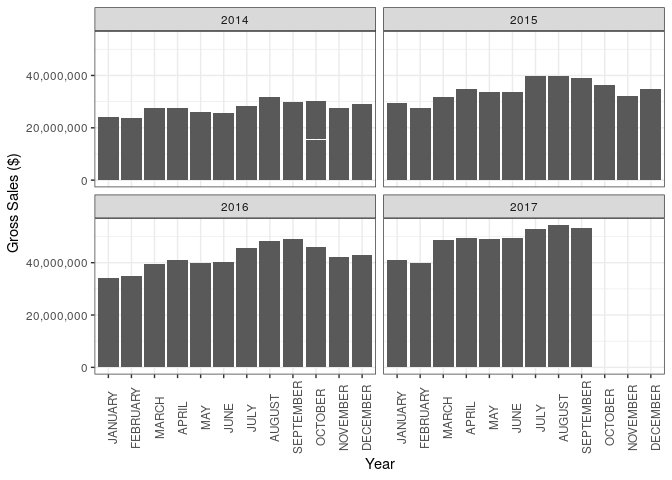 2014
2015
40,000,000
20,000,000
0
Gross Sales ($)
2016
2017
40,000,000
20,000,000
0
JANUARY
FEBRUARY
MARCH
APRIL
MAY
JUNE
JULY
AUGUST
SEPTEMBER
OCTOBER
NOVEMBER
DECEMBER
JANUARY
FEBRUARY
MARCH
APRIL
MAY
JUNE
JULY
AUGUST
SEPTEMBER
OCTOBER
NOVEMBER
DECEMBER
Year